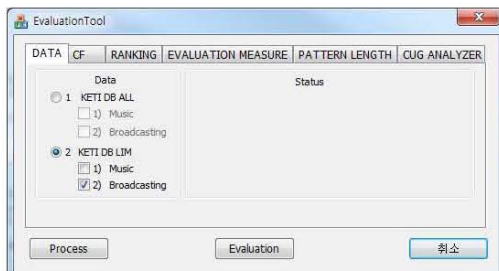 EvaluationTool
DATA CF RANKING EVALUATION MEASURE PATTERN LENGTH CUG ANALYZER
Data
Status
1 KETI DB ALL
1) Music
2) Broadcasting
2 KETI DB LIM
1) Music
2) Broadcasting
Process Evaluation 취소